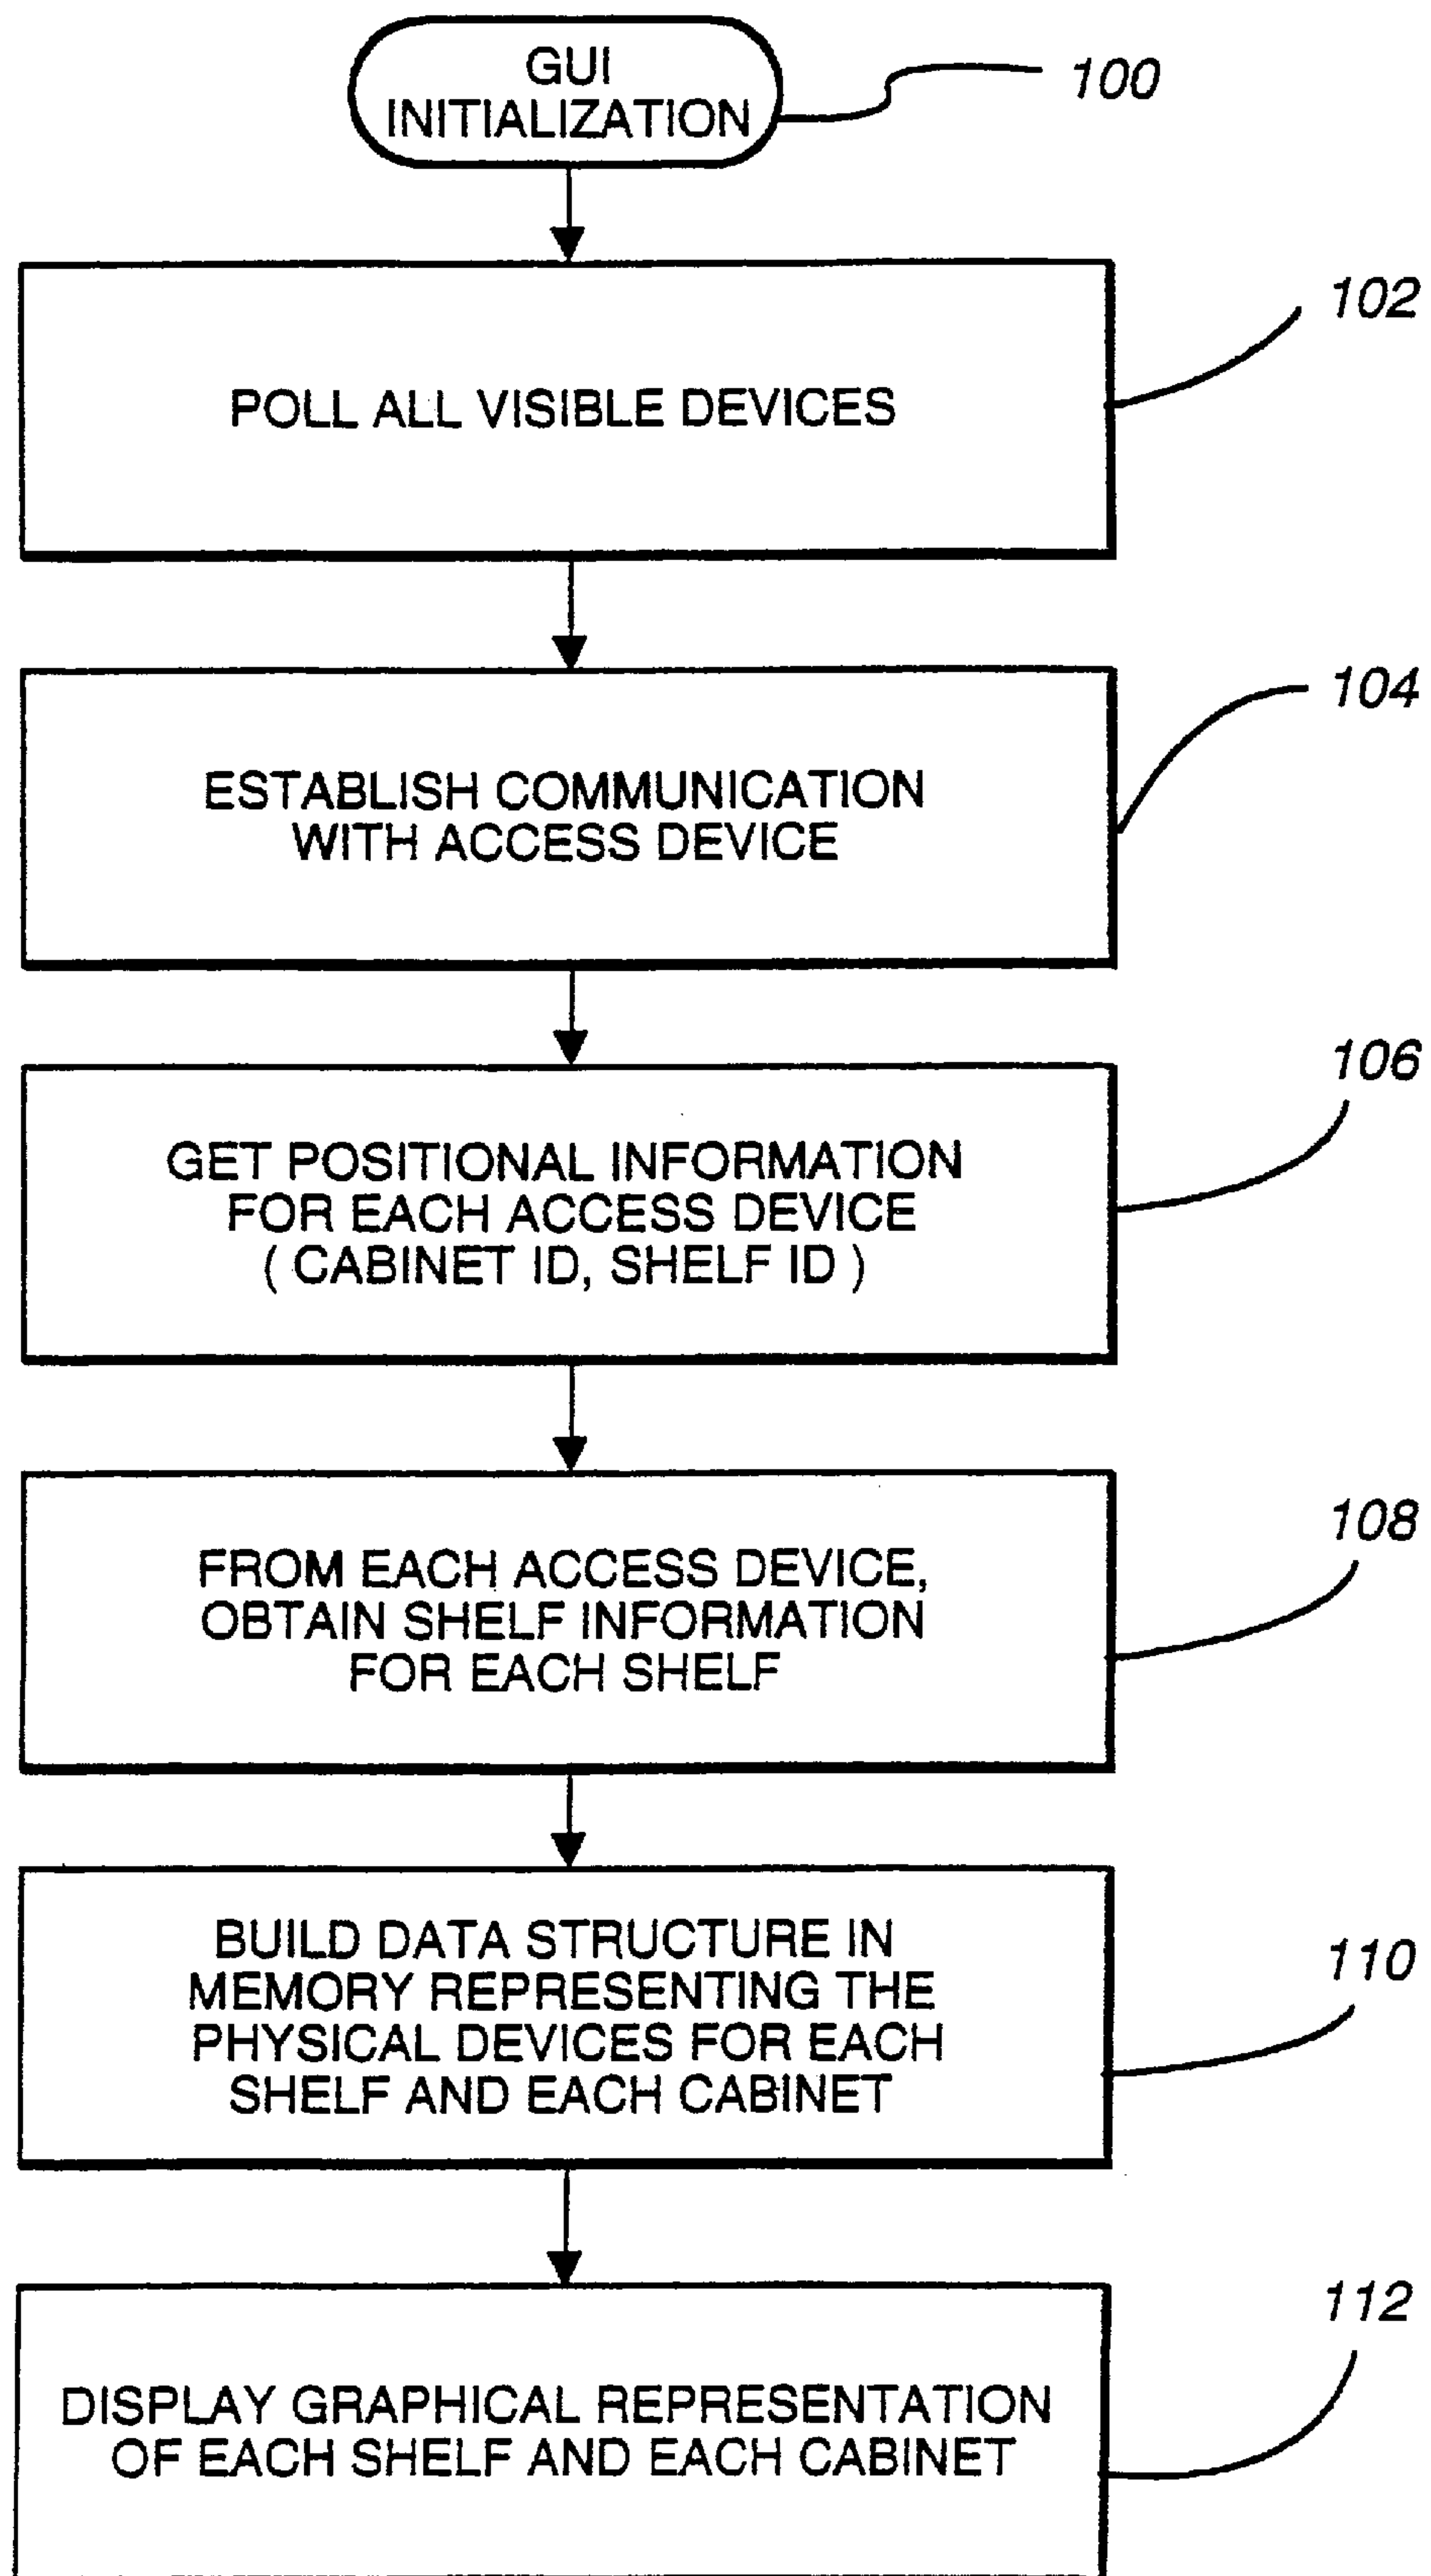 GUI
INITIALIZATION
100
POLL ALL VISIBLE DEVICES
102
ESTABLISH COMMUNICATION
WITH ACCESS DEVICE
104
GET POSITIONAL INFORMATION
FOR EACH ACCESS DEVICE
( CABINET ID, SHELF ID )
106
FROM EACH ACCESS DEVICE,
OBTAIN SHELF INFORMATION
FOR EACH SHELF
108
BUILD DATA STRUCTURE IN
MEMORY REPRESENTING THE
PHYSICAL DEVICES FOR EACH
SHELF AND EACH CABINET
110
DISPLAY GRAPHICAL REPRESENTATION
OF EACH SHELF AND EACH CABINET
112